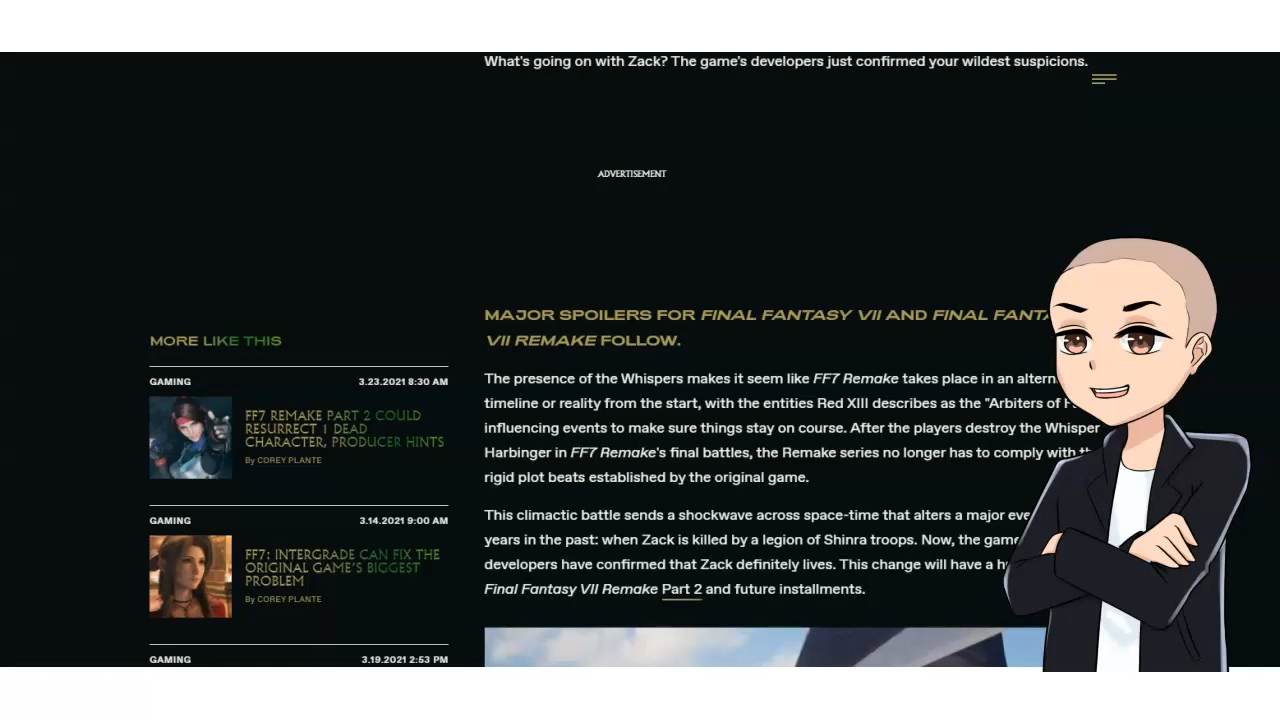 What's going on with Zack? The game's developers just confirmed your wildest suspicions.
ADVERTISEMENT
MORE LIKE THIS
GAMING 3.23.2021 8:30 AM
FF7 REMAKE PART 2 COULD
RESURRECT 1 DEAD
CHARACTER, PRODUCER HINTS
By COREY PLANTE
GAMING 3.14.2021 9:00 AM
FF7: INTERGRADE CAN FIX THE
ORIGINAL GAME'S BIGGEST
PROBLEM
By COREY PLANTE
GAMING 3.19.2021 2:53 PM
MAJOR SPOILERS FOR FINAL FANTASY VII AND FINAL
VII REMAKE FOLLOW.
The presence of the Whispers makes it seem like FF7 Remake takes place in an
timeline or reality from the start, with the entities Red XIII describes as the "Arbiters of
influencing events to make sure things stay on course. After the players destroy the Whisper
Harbinger in FF7 Remake's final battles, the Remake series no longer has to comply with
rigid plot beats established by the original game.
This climactic battle sends a shockwave across space-time that alters a major
years in the past: when Zack is killed by a legion of Shinra troops. Now, the
developers have confirmed that Zack definitely lives. This change will have a
Final Fantasy VII Remake Part 2 and future installments.